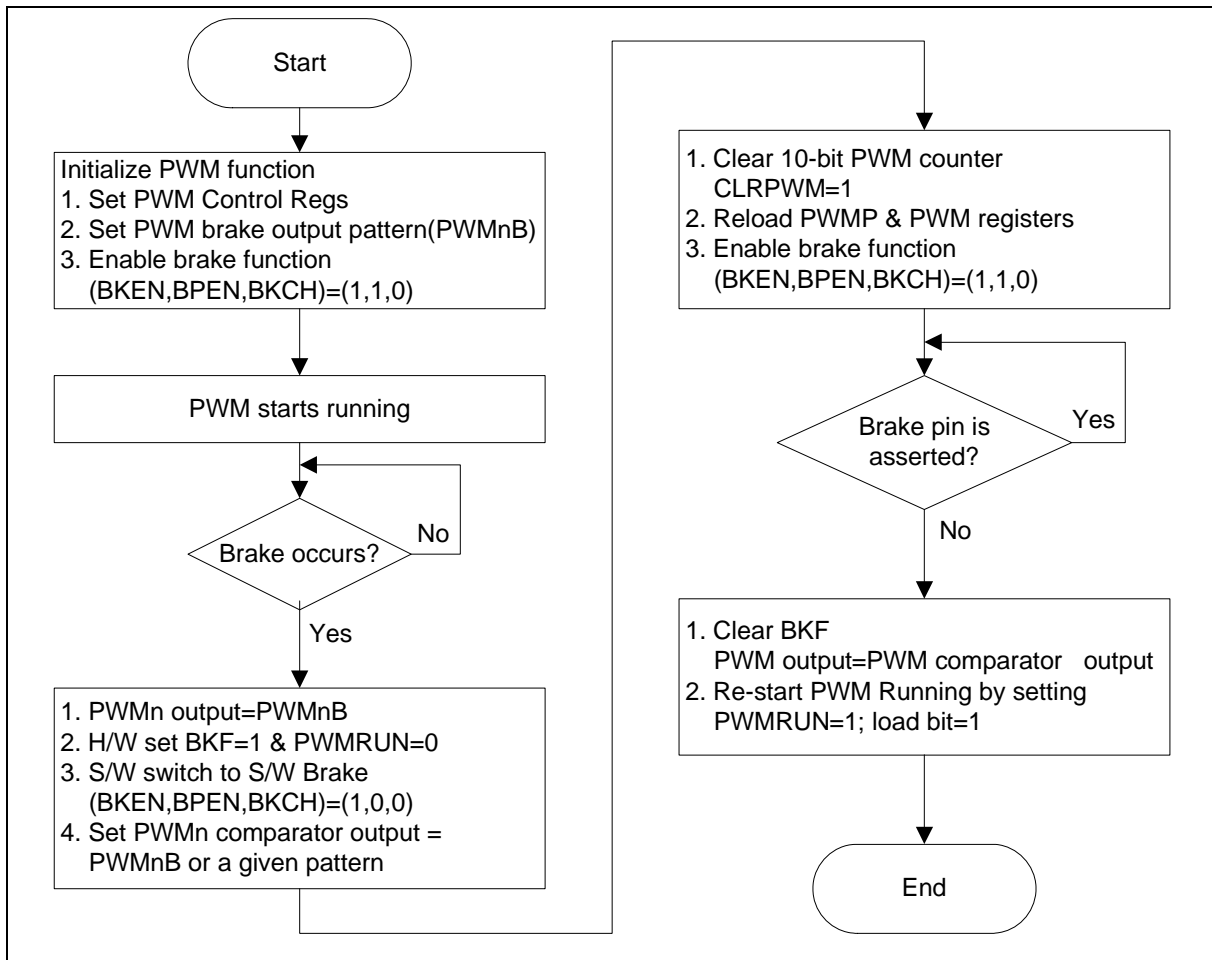 Start
Initialize PWM function
1. Set PWM Control Regs
2. Set PWM brake output pattern(PWMnB)
3. Enable brake function
(BKEN,BPEN,BKCH)=(1,1,0)
PWM starts running
Brake occurs?
No
Yes
1. PWMn output=PWMnB
2. H/W set BKF=1 & PWMRUN=0
3. S/W switch to S/W Brake
(BKEN,BPEN,BKCH)=(1,0,0)
4. Set PWMn comparator output =
PWMnB or a given pattern
1. Clear 10-bit PWM counter
CLRPWM=1
2. Reload PWMP & PWM registers
3. Enable brake function
(BKEN,BPEN,BKCH)=(1,1,0)
Brake pin is
asserted?
Yes
No
1. Clear BKF
PWM output=PWM comparator output
2. Re-start PWM Running by setting
PWMRUN=1; load bit=1
End